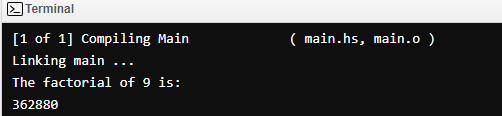 Terminal
[1 of 1] Compiling Main             ( main.hs, main.o )
Linking main ...
The factorial of 9 is:
362880